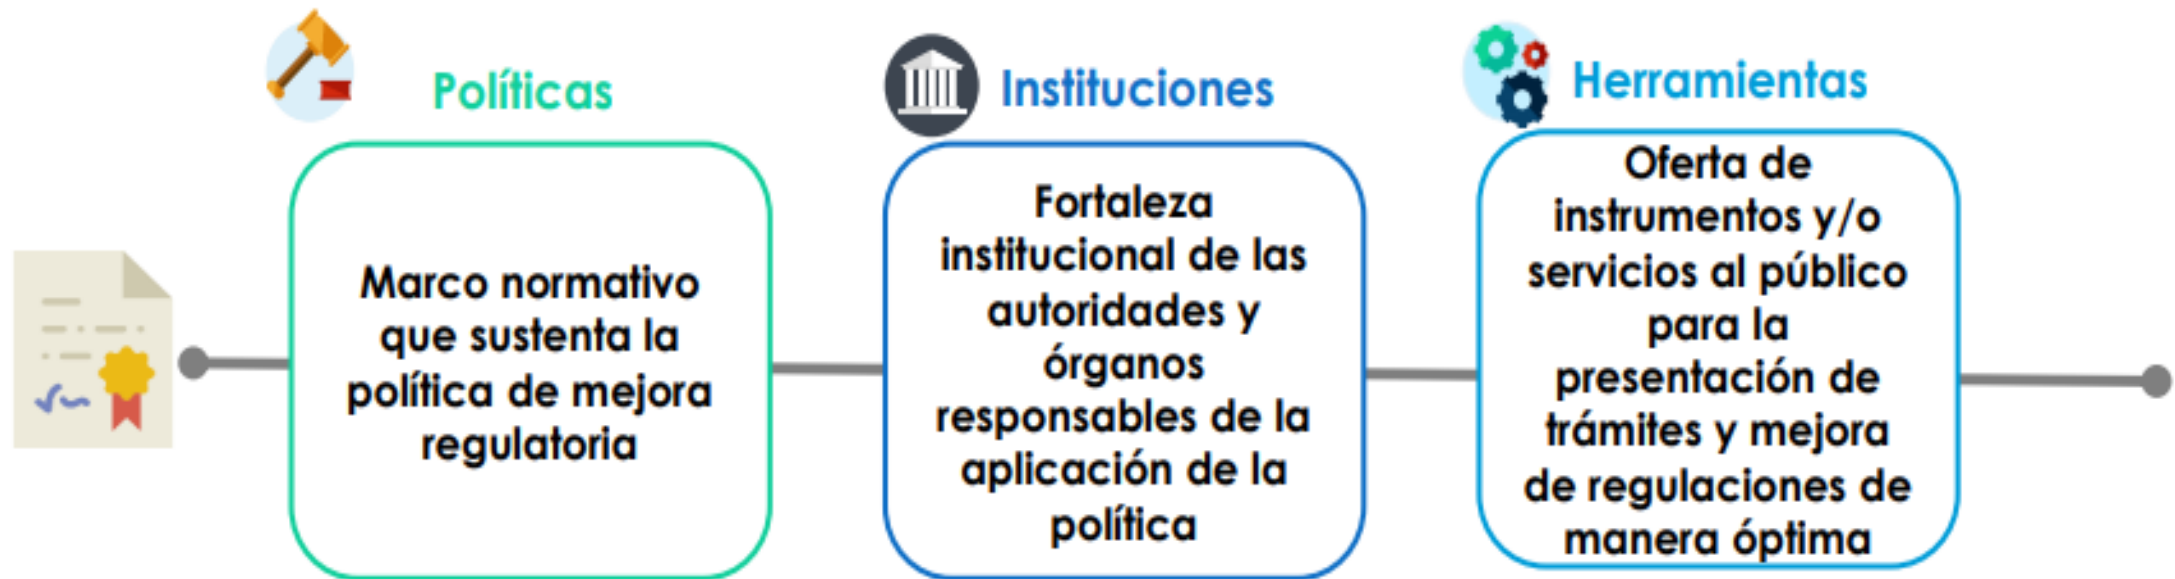 Políticas
Marco normativo
que sustenta la
política de mejora
regulatoria
Instituciones
Fortaleza
institucional de las
autoridades y
órganos
responsables de la
aplicación de la
política
Herramientas
Oferta de
instrumentos y/o
servicios al público
para la
presentación de
trámites y mejora
de regulaciones de
manera óptima